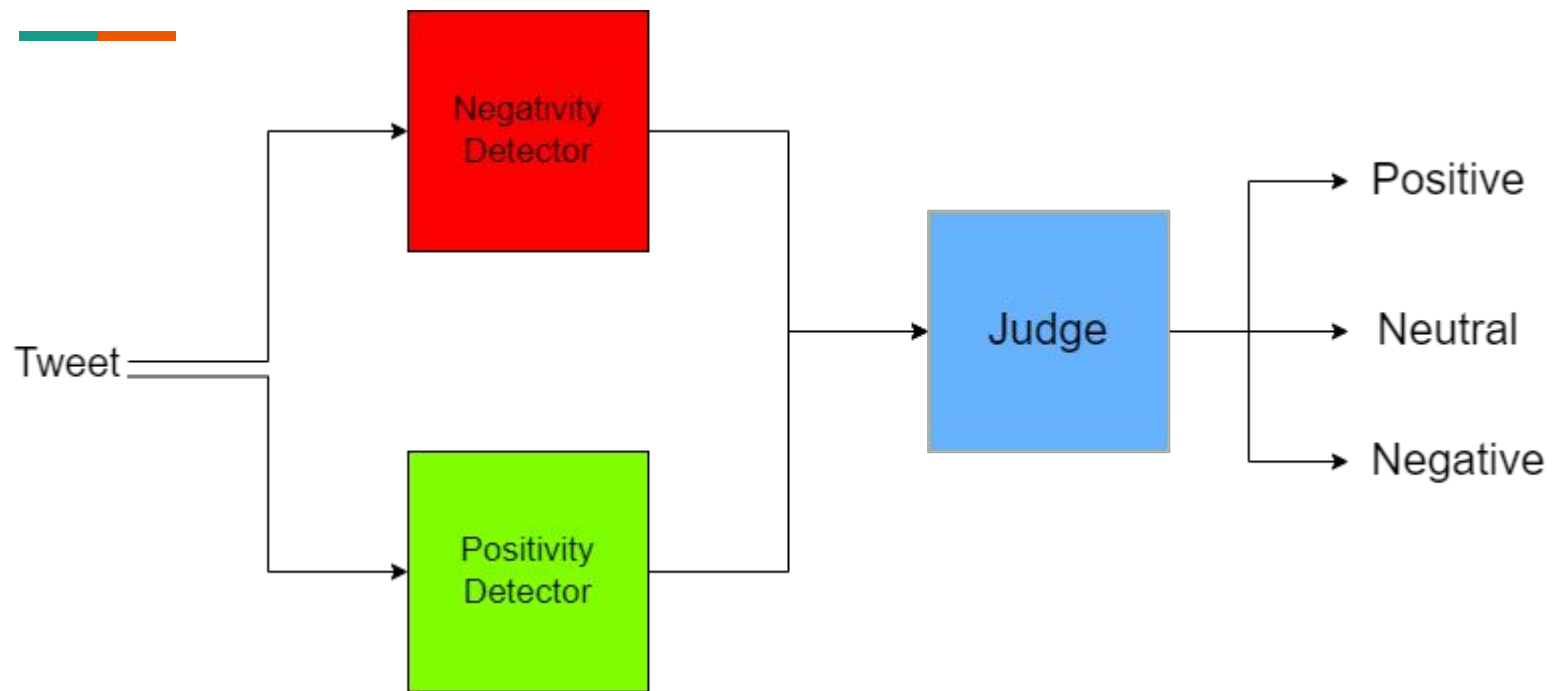 Negativity
Detector
Tweet
Positivity
Detector
Judge
Positive
Neutral
Negative